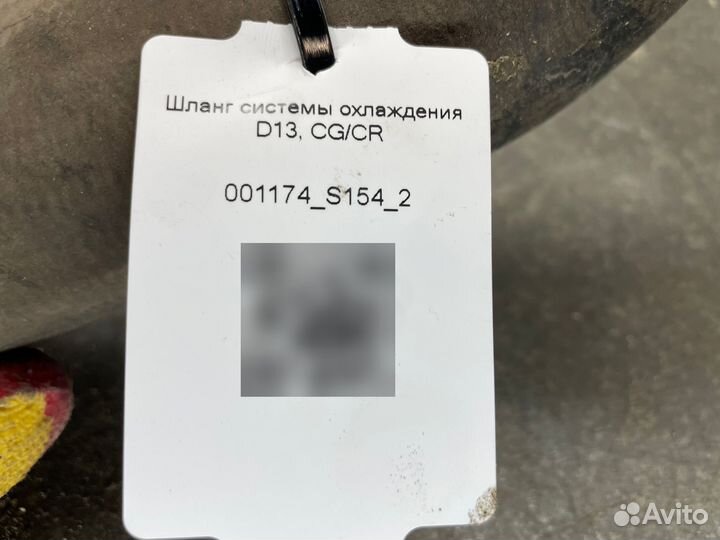 Шланг системы охлаждения
D13, CG/CR
001174_S154_2
Avito